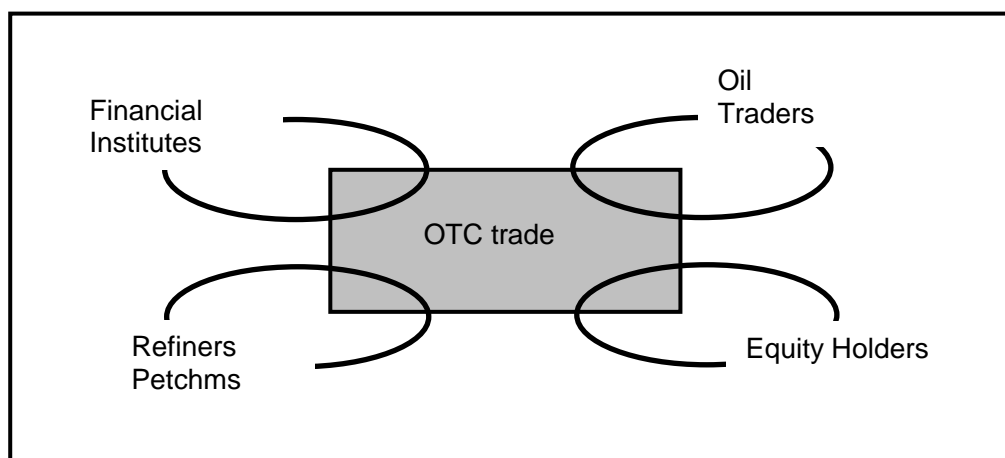 Financial
Institutes
Oil
Traders
OTC trade
Refiners
Petchms
Equity Holders